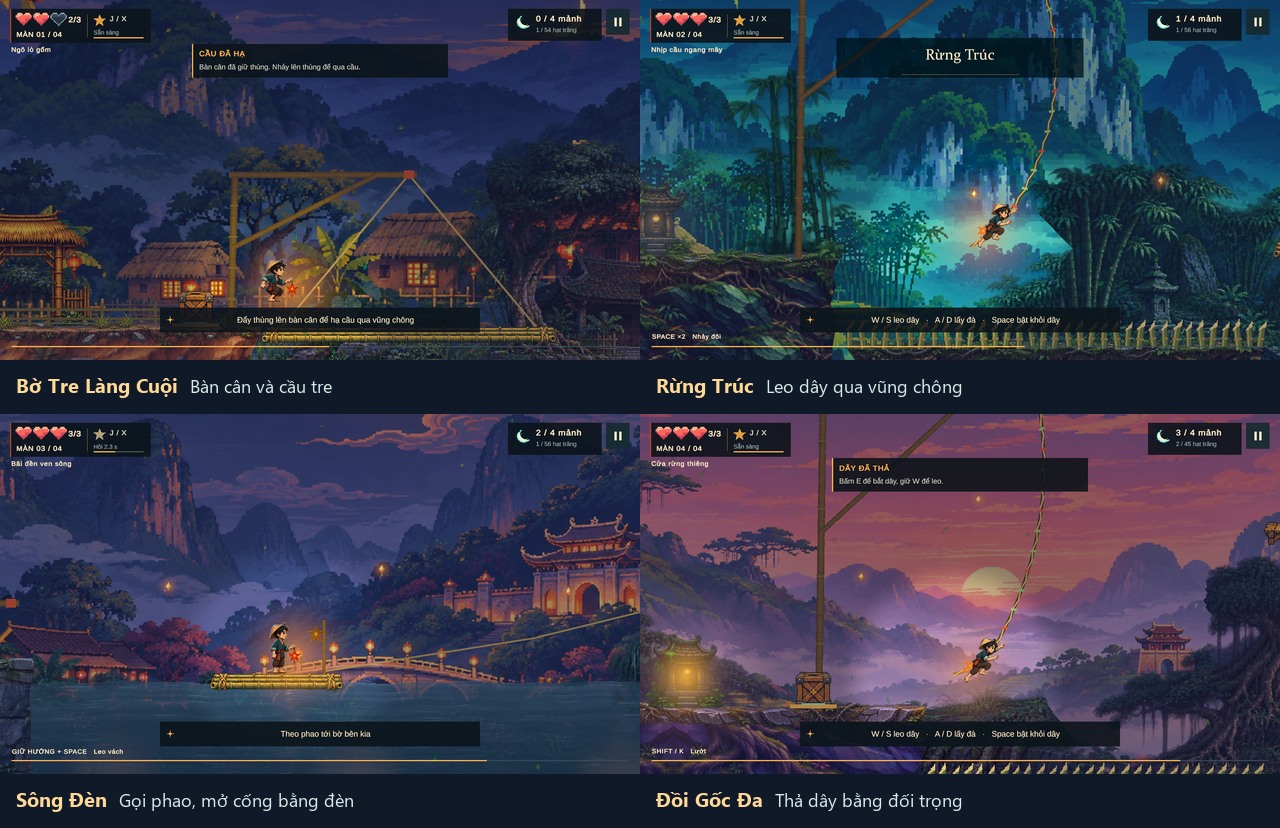 2/3
J / X
Sẵn sàng
MÀN 01 / 04
Ngõ lò gốm
0 / 4 mảnh
1 / 54 hạt trăng
CẦU ĐÃ HẠ
Bàn cân đã giữ thùng. Nhảy lên thùng để qua cầu.
Đẩy thùng lên bàn cân để hạ cầu qua vũng chông
Bờ Tre Làng Cuội Bàn cân và cầu tre
3/3
J / X
Sẵn sàng
MÀN 02 / 04
Nhịp cầu ngang mây
1 / 4 mảnh
1 / 56 hạt trăng
Rừng Trúc
W / S leo dây · A / D lấy đà · Space bật khỏi dây
SPACE ×2 Nhảy đôi
Rừng Trúc Leo dây qua vũng chông
3/3
J / X
Hồi 2.3 s
MÀN 03 / 04
Bãi đền ven sông
2 / 4 mảnh
1 / 56 hạt trăng
Theo phao tới bờ bên kia
GIỮ HƯỚNG + SPACE Leo vách
Sông Đèn Gọi phao, mở cống bằng đèn
3/3
J / X
Sẵn sàng
MÀN 04 / 04
Cửa rừng thiêng
3 / 4 mảnh
2 / 45 hạt trăng
DÂY ĐÃ THẢ
Bấm E để bắt dây, giữ W để leo.
W / S leo dây · A / D lấy đà · Space bật khỏi dây
SHIFT / K Lướt
Đồi Gốc Đa Thả dây bằng đối trọng